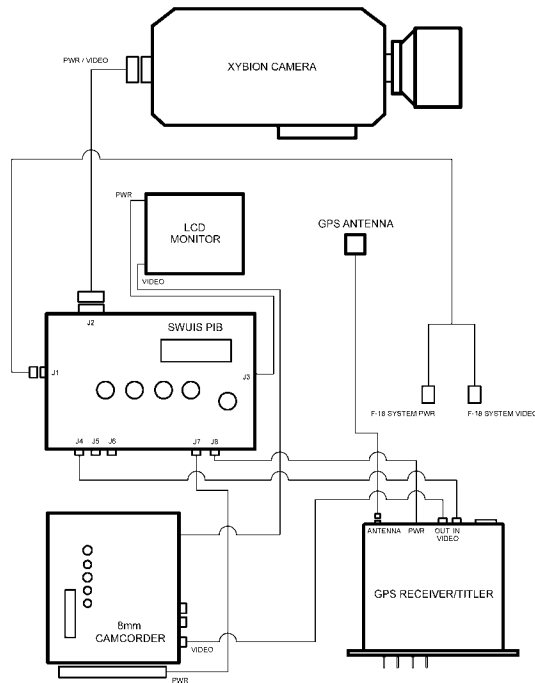 XYBION CAMERA
PWR / VIDEO
PWR
LCD
MONITOR
VIDEO
GPS ANTENNA
J2
SWUIS PIB
J1
J3
F-18 SYSTEM PWR
F-18 SYSTEM VIDEO
J4
J5
J6
J7
J8
ANTENNA
PWR
OUT IN
VIDEO
GPS RECEIVER/TITLER
8mm
CAMCORDER
VIDEO
PWR